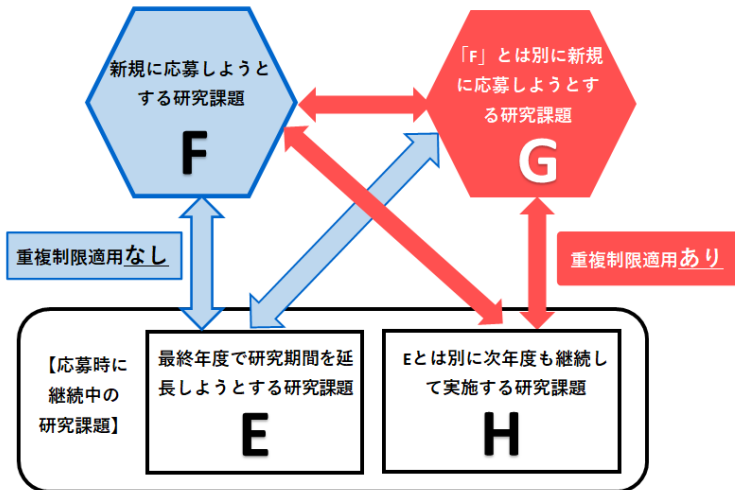 新規に応募しようと
する研究課題
F
「F」とは別に新規
に応募しようとす
る研究課題
G
重複制限適用なし
重複制限適用あり
【応募時に
継続中の
研究課題】
最終年度で研究期間を延
長しようとする研究課題
E
Eとは別に次年度も継続し
て実施する研究課題
H